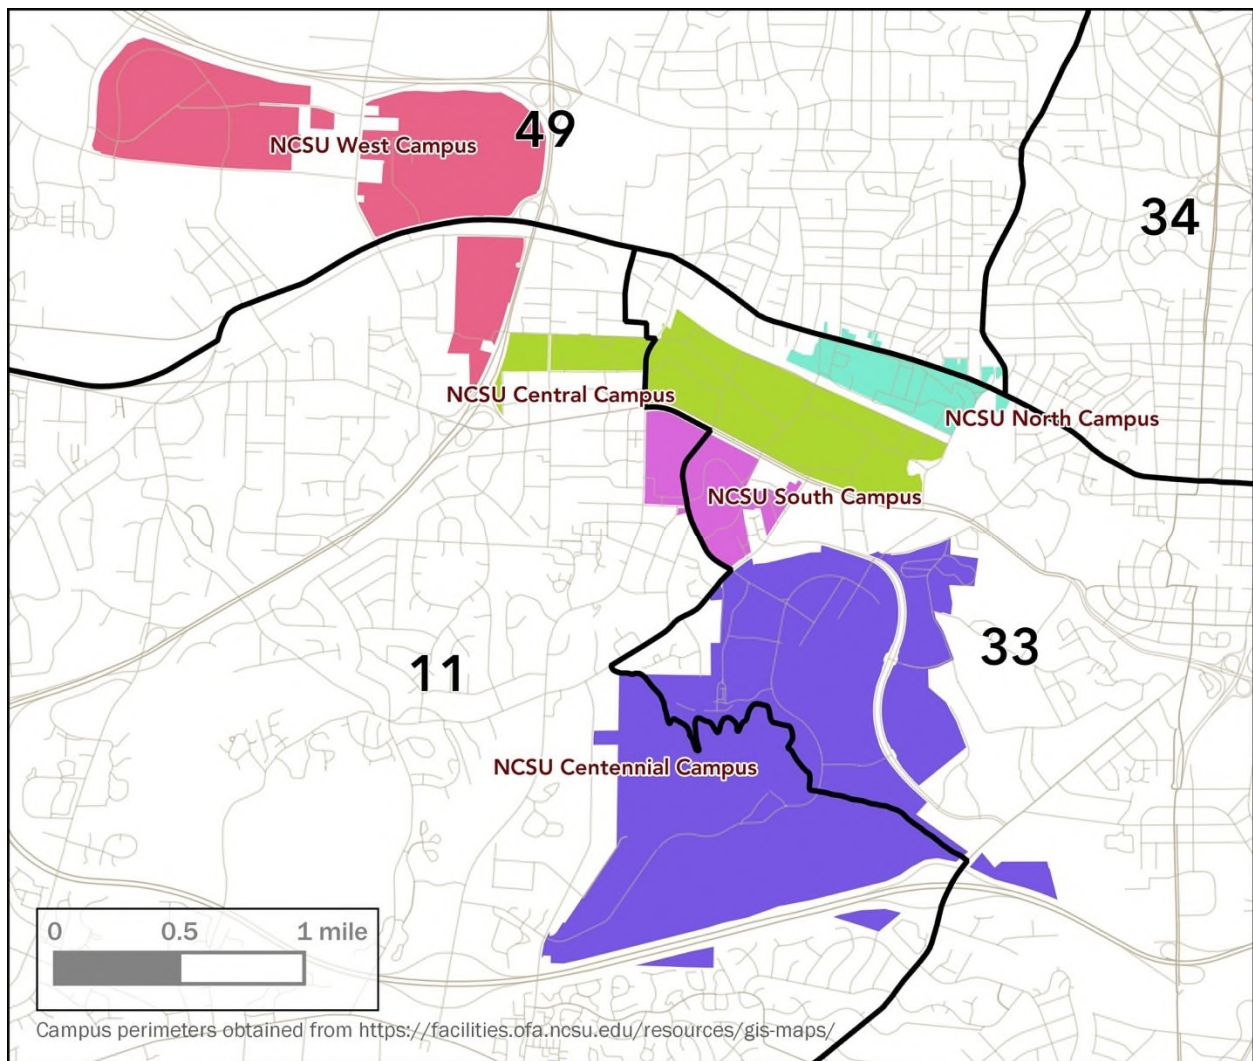 49
NCSU West Campus
34
NCSU Central Campus
NCSU North Campus
NCSU South Campus
33
11
NCSU Centennial Campus
0 0.5 1 mile
Campus perimeters obtained from https://facilities.ofa.ncsu.edu/resources/gis-maps/